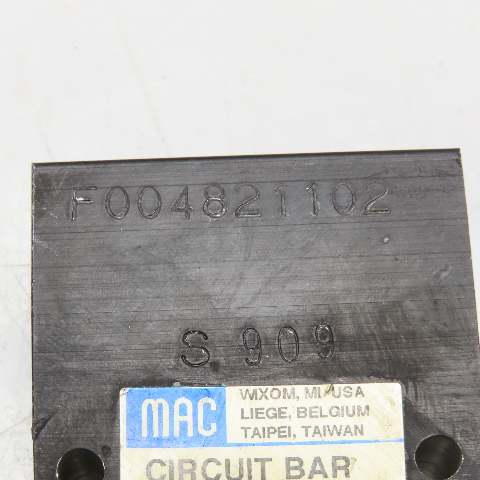 F004821102
S 909
MAC
WIXOM, MI, USA
LIEGE, BELGIUM
TAIPEI, TAIWAN
CIRCUIT BAR